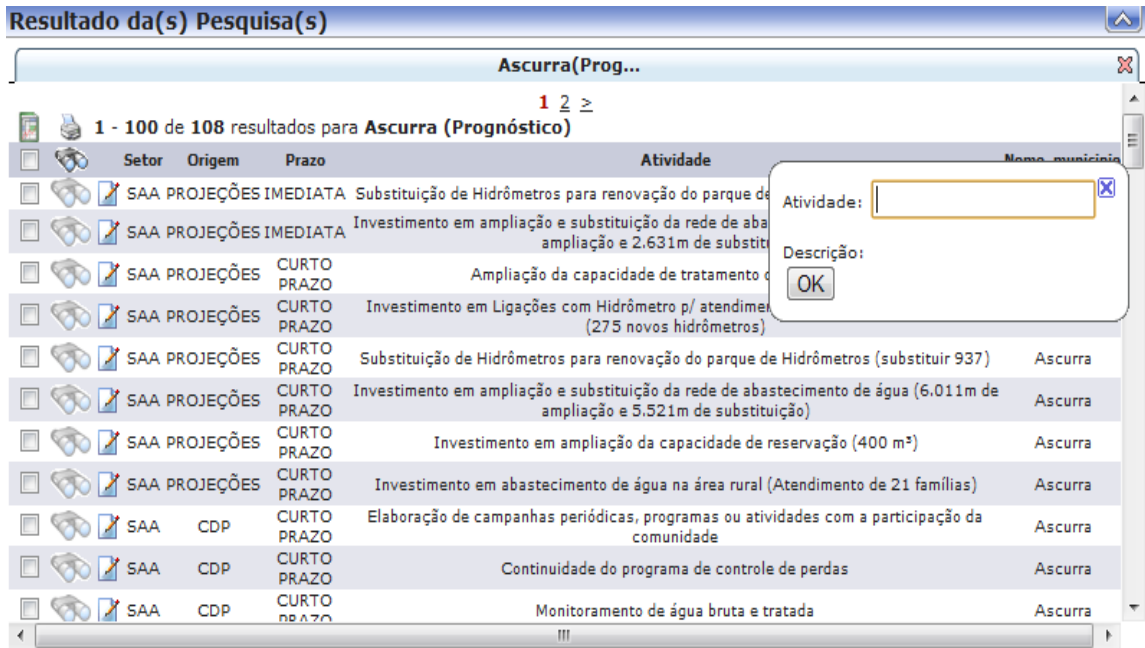 Resultado da(s) Pesquisa(s)
Ascurra(Prog...
1 2 >
1 - 100 de 108 resultados para Ascurra (Prognóstico)
Setor Origem Prazo Atividade Nome_municipio
SAA PROJEÇÕES IMEDIATA Substituição de Hidrômetros para renovação do parque de
SAA PROJEÇÕES IMEDIATA Investimento em ampliação e substituição da rede de aba
ampliação e 2.631m de substitu
SAA PROJEÇÕES CURTO PRAZO Ampliação da capacidade de tratamento
SAA PROJEÇÕES CURTO PRAZO Investimento em Ligações com Hidrômetro p/ atendimen
(275 novos hidrômetros)
Atividade:
Descrição:
OK
SAA PROJEÇÕES CURTO PRAZO Substituição de Hidrômetros para renovação do parque de Hidrômetros (substituir 937) Ascurra
SAA PROJEÇÕES CURTO PRAZO Investimento em ampliação e substituição da rede de abastecimento de água (6.011m de
ampliação e 5.521m de substituição) Ascurra
SAA PROJEÇÕES CURTO PRAZO Investimento em ampliação da capacidade de reservação (400 m³) Ascurra
SAA PROJEÇÕES CURTO PRAZO Investimento em abastecimento de água na área rural (Atendimento de 21 famílias) Ascurra
SAA CDP CURTO PRAZO Elaboração de campanhas periódicas, programas ou atividades com a participação da
comunidade Ascurra
SAA CDP CURTO PRAZO Continuidade do programa de controle de perdas Ascurra
SAA CDP CURTO PRAZO Monitoramento de água bruta e tratada Ascurra